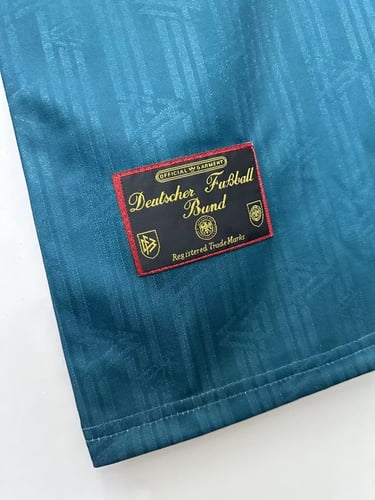 OFFICIAL GARMENT
Deutscher Fußball
Bund
Registered Trade Marks